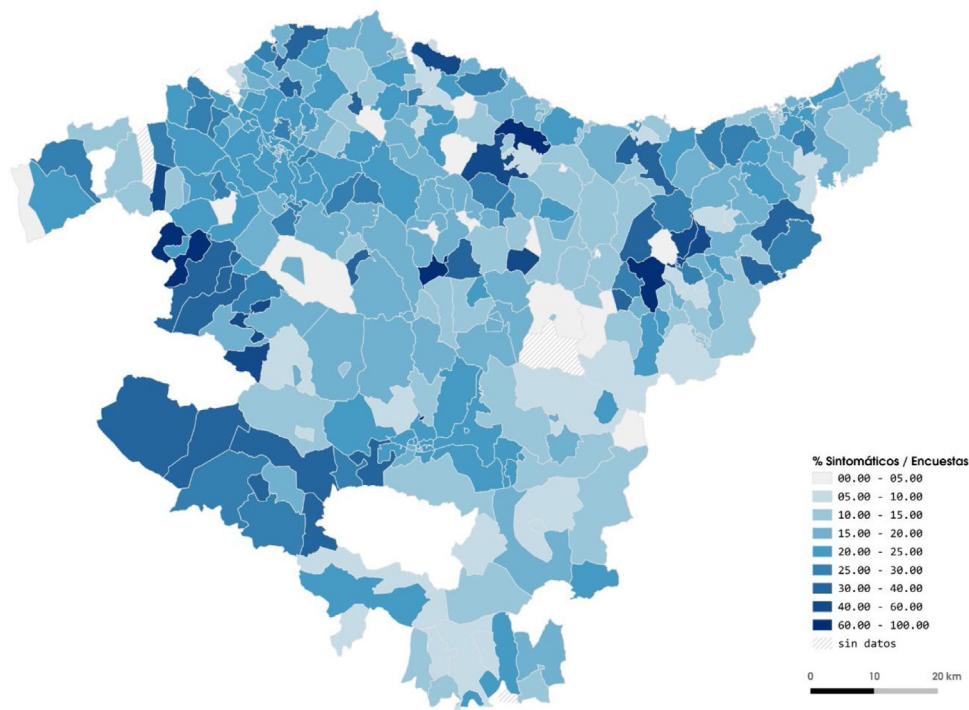 % Sintomáticos / Encuestas
00.00 - 05.00
05.00 - 10.00
10.00 - 15.00
15.00 - 20.00
20.00 - 25.00
25.00 - 30.00
30.00 - 40.00
40.00 - 60.00
60.00 - 100.00
sin datos
0 10 20 km